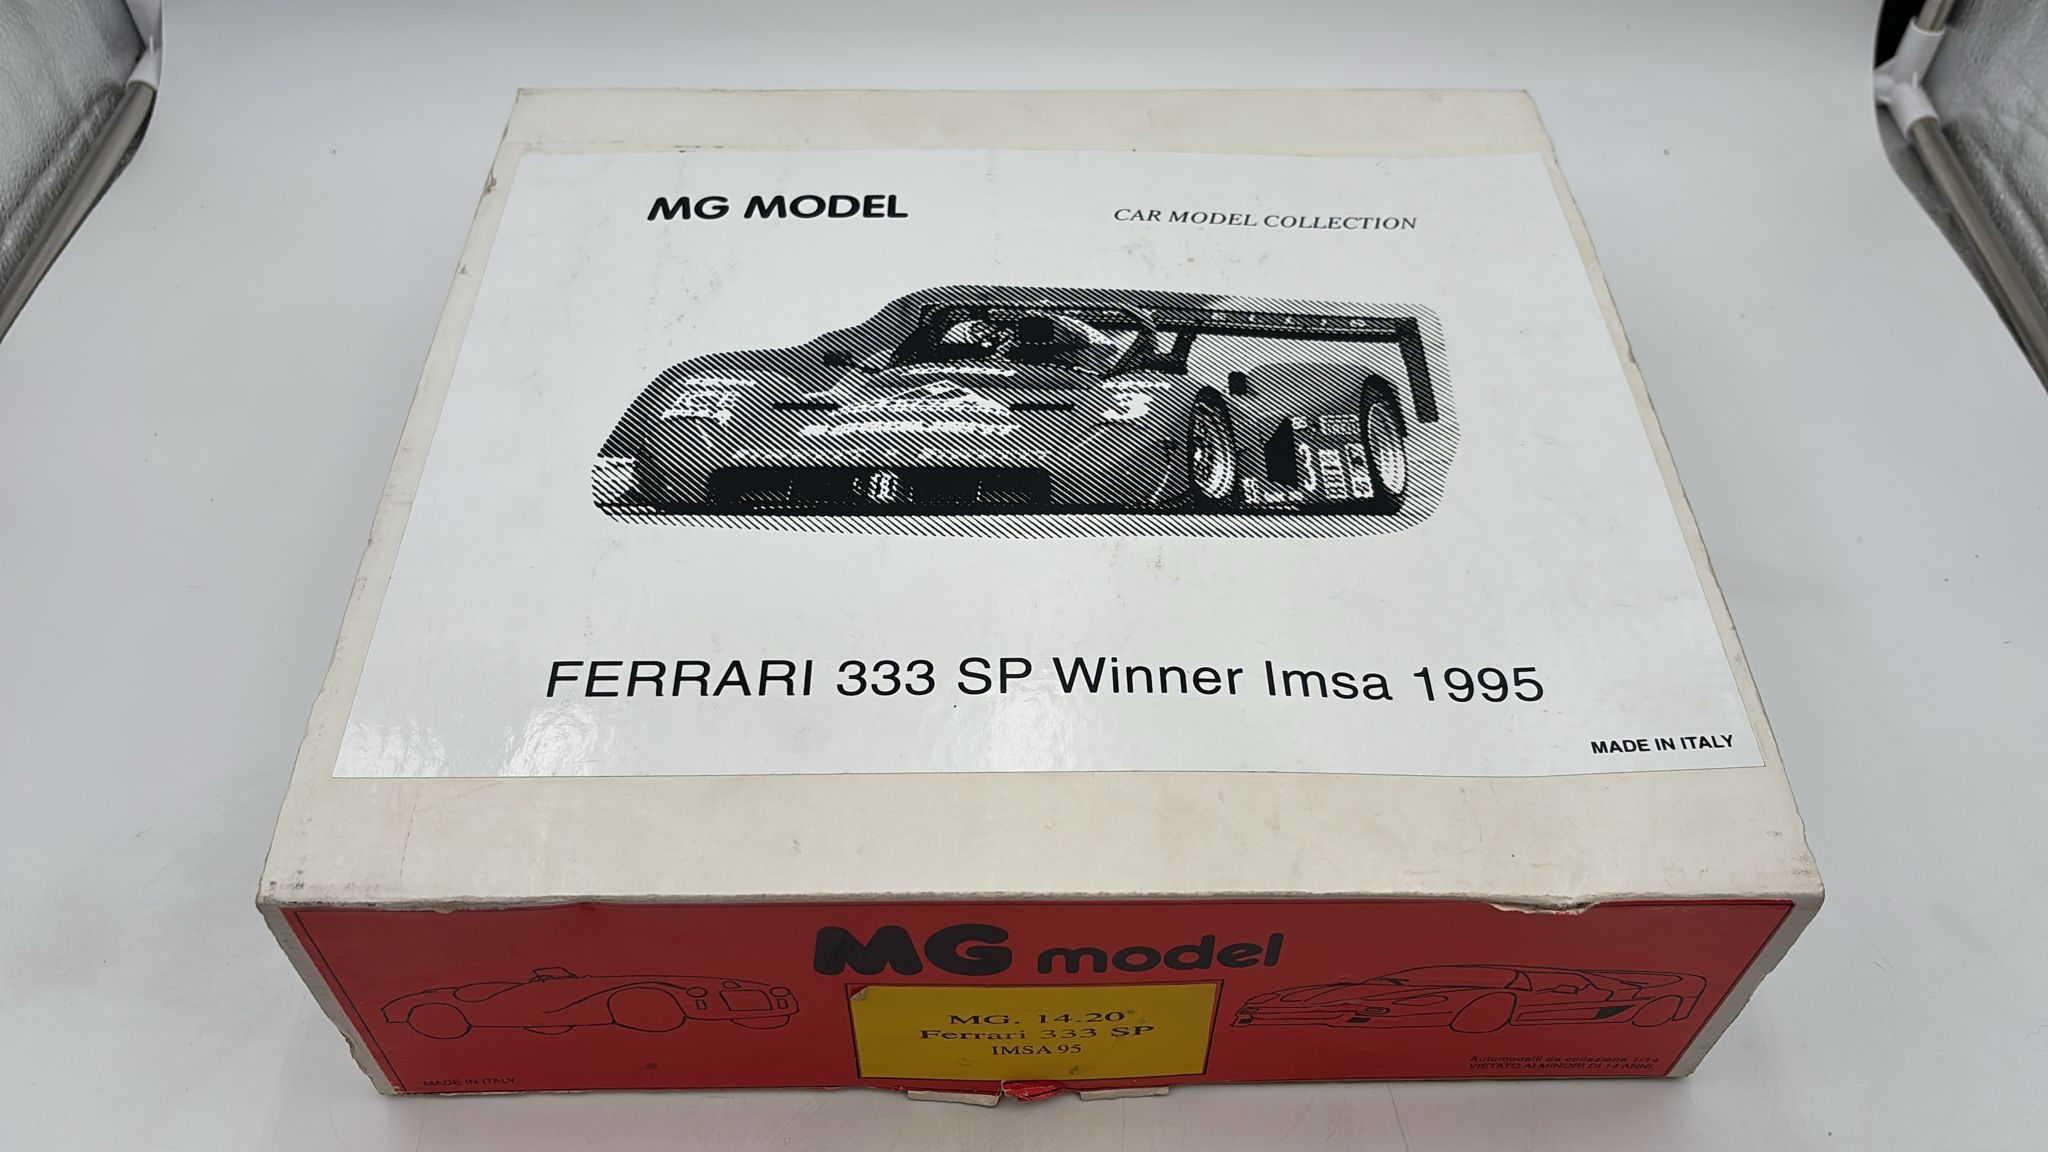 MG MODEL
CAR MODEL COLLECTION
FERRARI 333 SP Winner Imsa 1995
MADE IN ITALY
MG model
MG. 14.20
Ferrari 333 SP
IMSA 95
MADE IN ITALY
Automodelli da collezione 1/14
VIETATO AI MINORI DI 14 ANNI